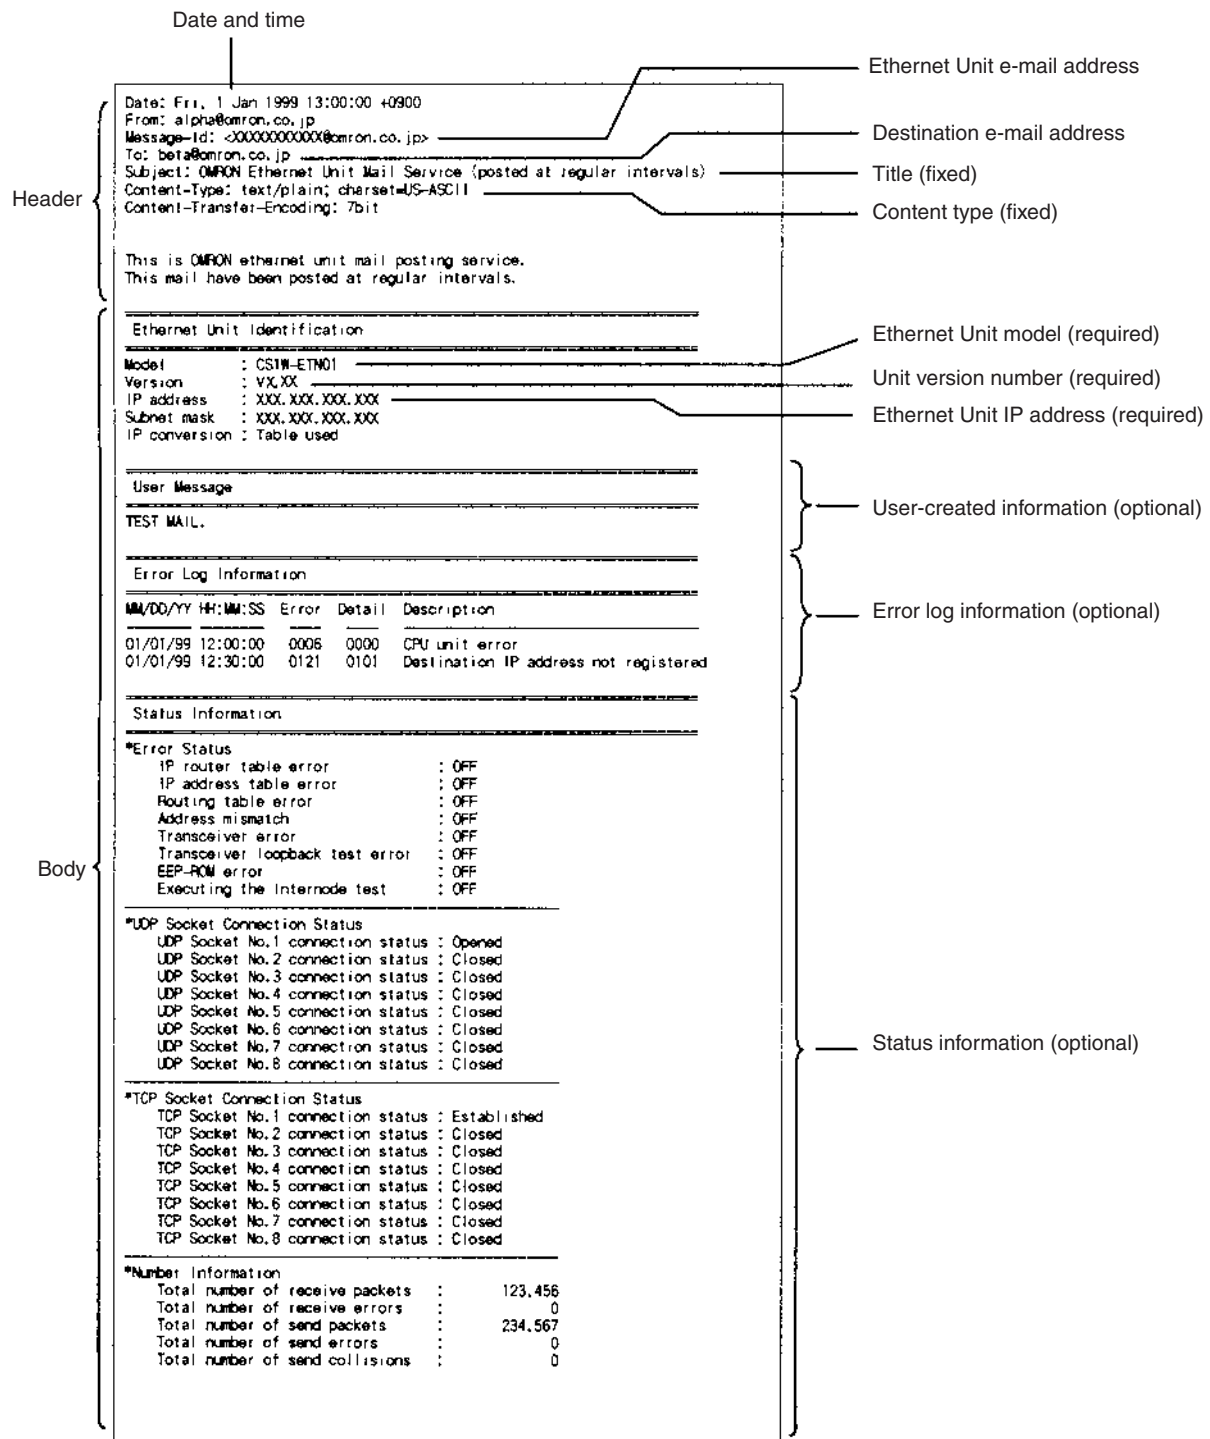 Date and time
Ethernet Unit e-mail address
Date: Fri, 1 Jan 1999 13:00:00 +0900
From: alpha@omron.co.jp
Message-Id: <XXXXXXXXXXX@omron.co.jp>
Destination e-mail address
To: beta@omron.co.jp
Subject: OMRON Ethernet Unit Mail Service (posted at regular intervals)
Title (fixed)
Content-Type: text/plain; charset=US-ASCII
Header
Content-Transfer-Encoding: 7bit
Content type (fixed)
This is OMRON ethernet unit mail posting service.
This mail have been posted at regular intervals.
Ethernet Unit Identification
Ethernet Unit model (required)
Model : CS1W-ETN01
Version : VX.XX
Unit version number (required)
IP address : XXX.XXX.XXX.XXX
Subnet mask : XXX.XXX.XXX.XXX
Ethernet Unit IP address (required)
IP conversion : Table used
User Message
User-created information (optional)
TEST MAIL.
Error Log Information
MM/DD/YY HH:MM:SS Error Detail Description
Error log information (optional)
01/01/99 12:00:00 0006 0000 CPU unit error
01/01/99 12:30:00 0121 0101 Destination IP address not registered
Status Information
*Error Status
IP router table error : OFF
IP address table error : OFF
Routing table error : OFF
Address mismatch : OFF
Transceiver error : OFF
Transceiver loopback test error : OFF
Body
EEP-ROM error : OFF
Executing the Internode test : OFF
*UDP Socket Connection Status
UDP Socket No.1 connection status : Opened
UDP Socket No.2 connection status : Closed
UDP Socket No.3 connection status : Closed
UDP Socket No.4 connection status : Closed
UDP Socket No.5 connection status : Closed
UDP Socket No.6 connection status : Closed
UDP Socket No.7 connection status : Closed
Status information (optional)
UDP Socket No.8 connection status : Closed
*TCP Socket Connection Status
TCP Socket No.1 connection status : Established
TCP Socket No.2 connection status : Closed
TCP Socket No.3 connection status : Closed
TCP Socket No.4 connection status : Closed
TCP Socket No.5 connection status : Closed
TCP Socket No.6 connection status : Closed
TCP Socket No.7 connection status : Closed
TCP Socket No.8 connection status : Closed
*Number Information
Total number of receive packets : 123,456
Total number of receive errors : 0
Total number of send packets : 234,567
Total number of send errors : 0
Total number of send collisions : 0